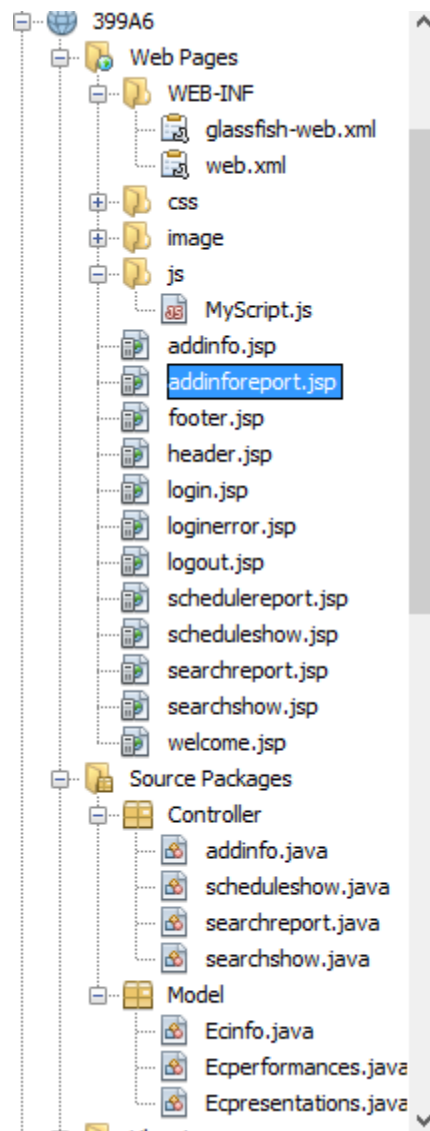 399A6
Web Pages
WEB-INF
glassfish-web.xml
web.xml
css
image
js
MyScript.js
addinfo.jsp
addinforeport.jsp
footer.jsp
header.jsp
login.jsp
loginerror.jsp
logout.jsp
schedulereport.jsp
scheduleshow.jsp
searchreport.jsp
searchshow.jsp
welcome.jsp
Source Packages
Controller
addinfo.java
scheduleshow.java
searchreport.java
searchshow.java
Model
Ecinfo.java
Ecperformances.java
Ecpresentations.java